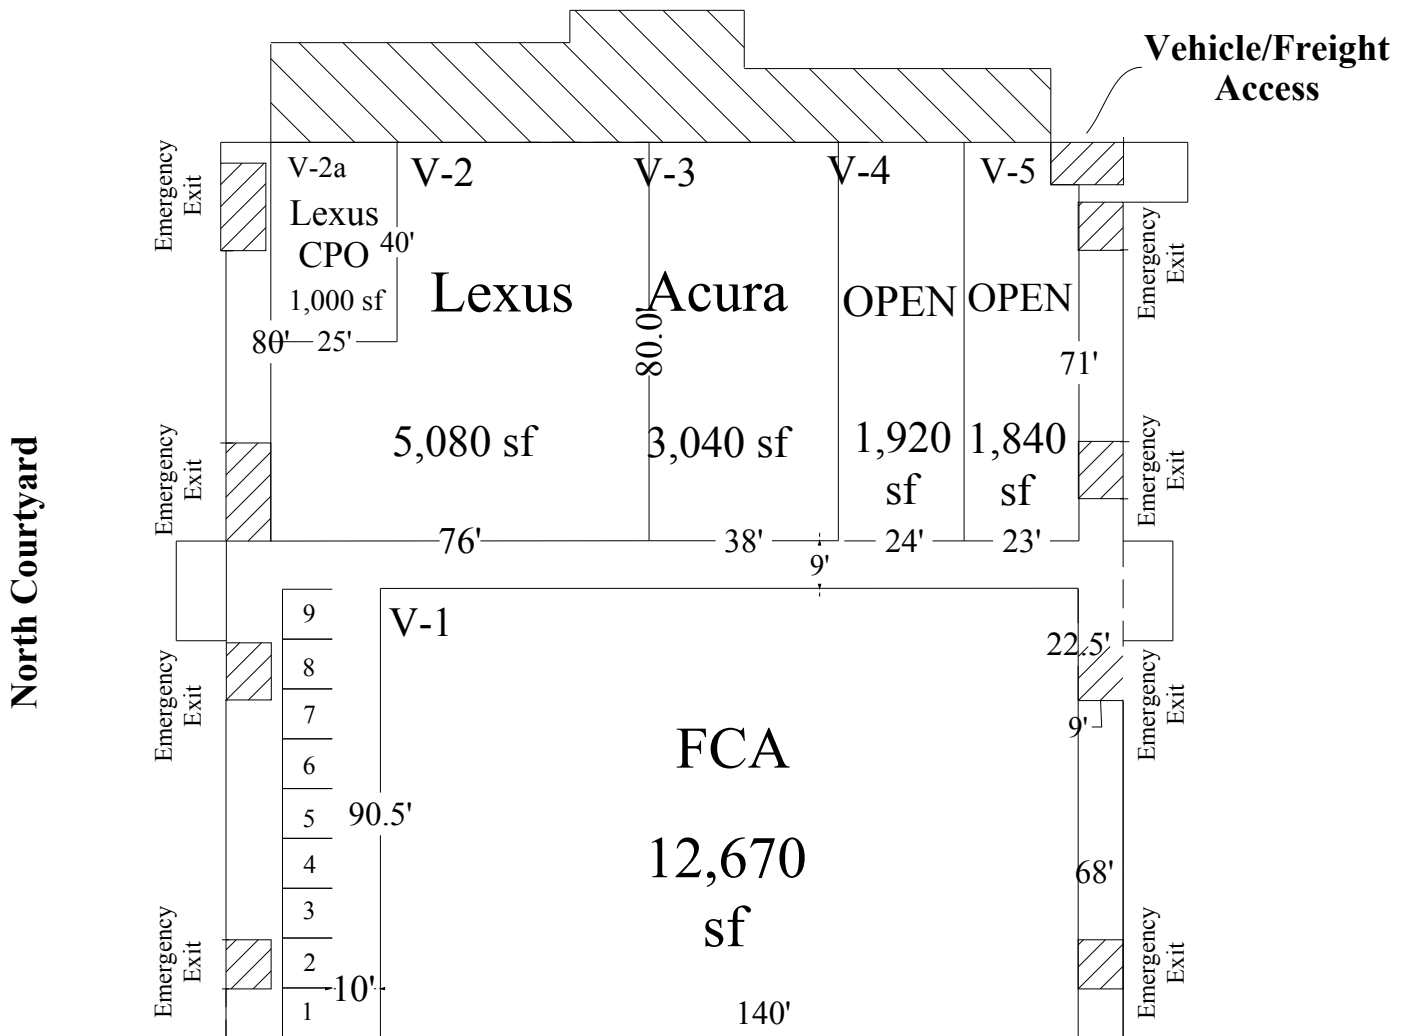 Vehicle/Freight
Access
Emergency
Exit
V-2a
V-2
V-3
V-4
V-5
Lexus
CPO
1,000 sf
40'
Lexus
Acura
OPEN
OPEN
Emergency
Exit
80'
25'
80.0'
71'
5,080 sf
3,040 sf
1,920
sf
1,840
sf
Emergency
Exit
Emergency
Exit
North Courtyard
76'
38'
24'
23'
9'
9
8
7
6
5
4
3
2
1
V-1
22.5'
Emergency
Exit
Emergency
Exit
9'
FCA
12,670
sf
90.5'
68'
Emergency
Exit
Emergency
Exit
10'
140'